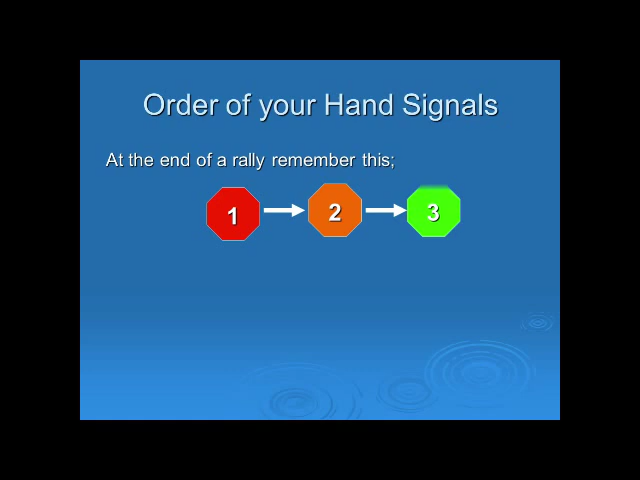 Order of your Hand Signals
At the end of a rally remember this;
1 2 3